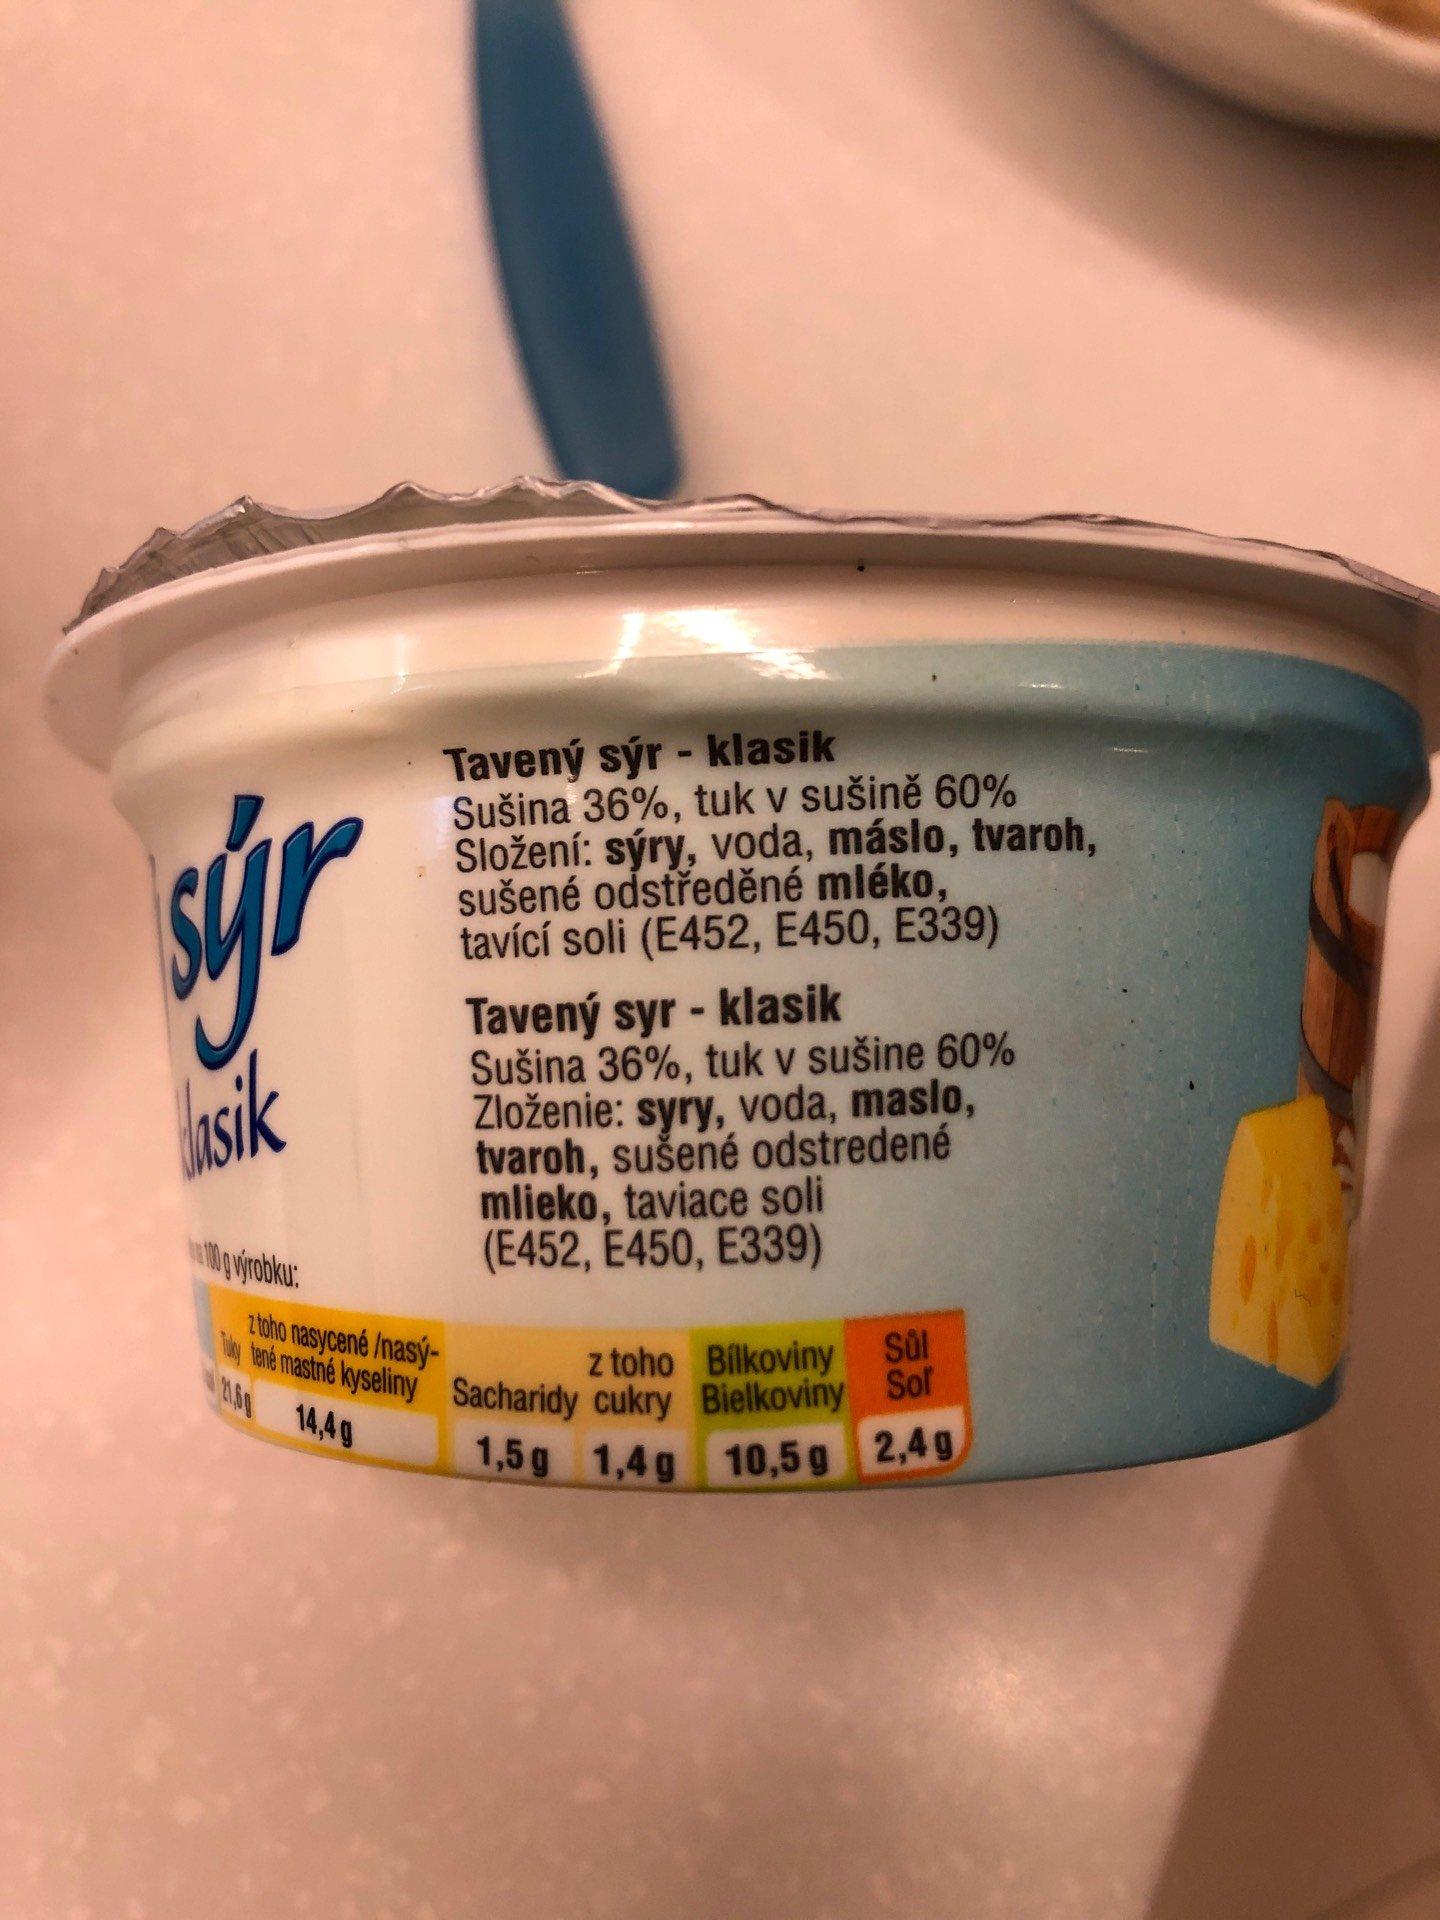 sýr
klasik
100 g výrobku:
Tavený sýr - klasik
Sušina 36%, tuk v sušině 60%
Složení: sýry, voda, máslo, tvaroh,
sušené odstředěné mléko,
tavící soli (E452, E450, E339)
Tavený syr - klasik
Sušina 36%, tuk v sušine 60%
Zloženie: syry, voda, maslo,
tvaroh, sušené odstredené
mlieko, taviace soli
(E452, E450, E339)
Tuky
21,6 g
z toho nasycené /nasý-
tené mastné kyseliny
14,4 g
Sacharidy
1,5 g
z toho
cukry
1,4 g
Bílkoviny
Bielkoviny
10,5 g
Sůl
Soľ
2,4 g